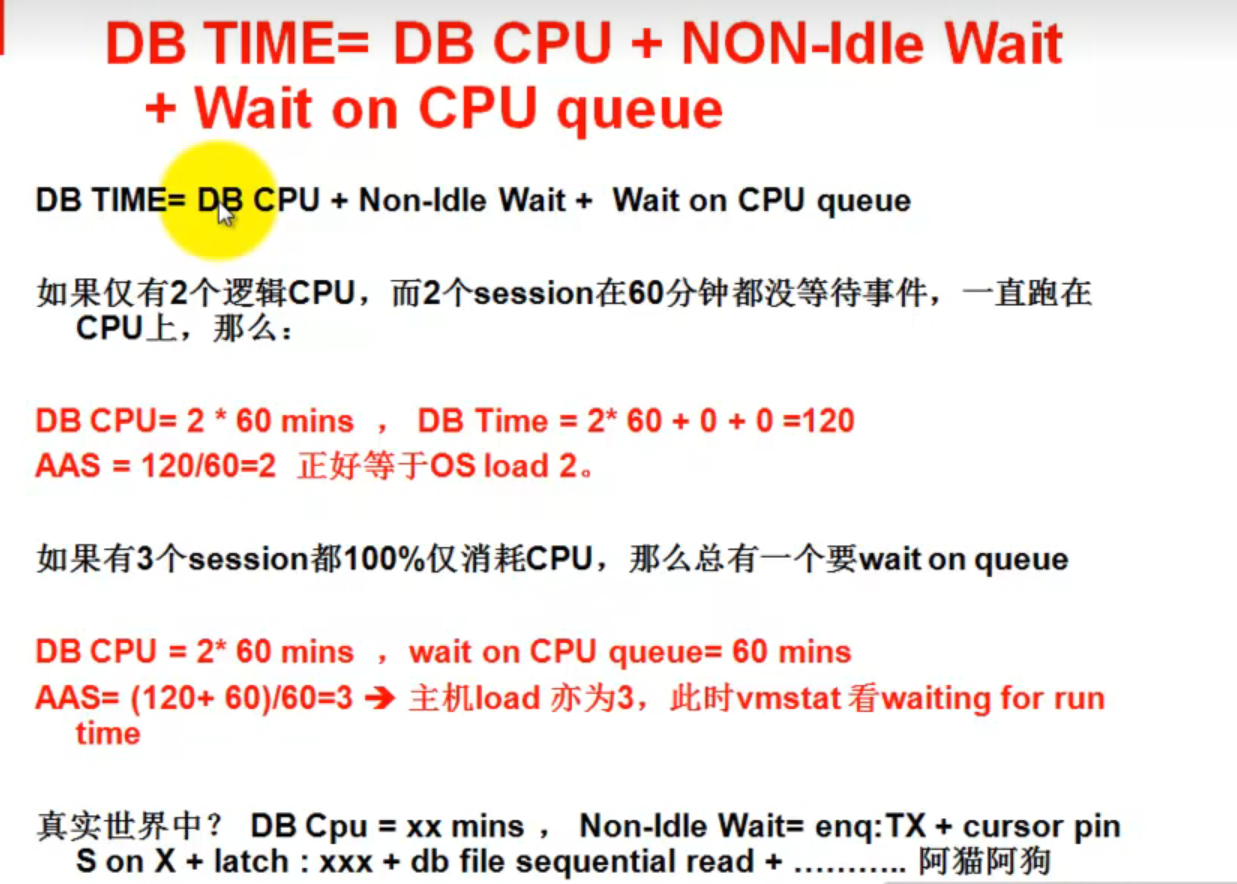 DB TIME= DB CPU + NON-Idle Wait
+ Wait on CPU queue
DB TIME= DB CPU + Non-Idle Wait + Wait on CPU queue
如果仅有2个逻辑CPU，而2个session在60分钟都没等待事件，一直跑在
CPU上，那么：
DB CPU= 2 * 60 mins ， DB Time = 2* 60 + 0 + 0 =120
AAS = 120/60=2 正好等于OS load 2。
如果有3个session都100%仅消耗CPU，那么总有一个要wait on queue
DB CPU = 2* 60 mins ，wait on CPU queue= 60 mins
AAS= (120+ 60)/60=3 ➔ 主机load 亦为3，此时vmstat 看waiting for run
time
真实世界中？ DB Cpu = xx mins ， Non-Idle Wait= enq:TX + cursor pin
S on X + latch : xxx + db file sequential read + ……….. 阿猫阿狗